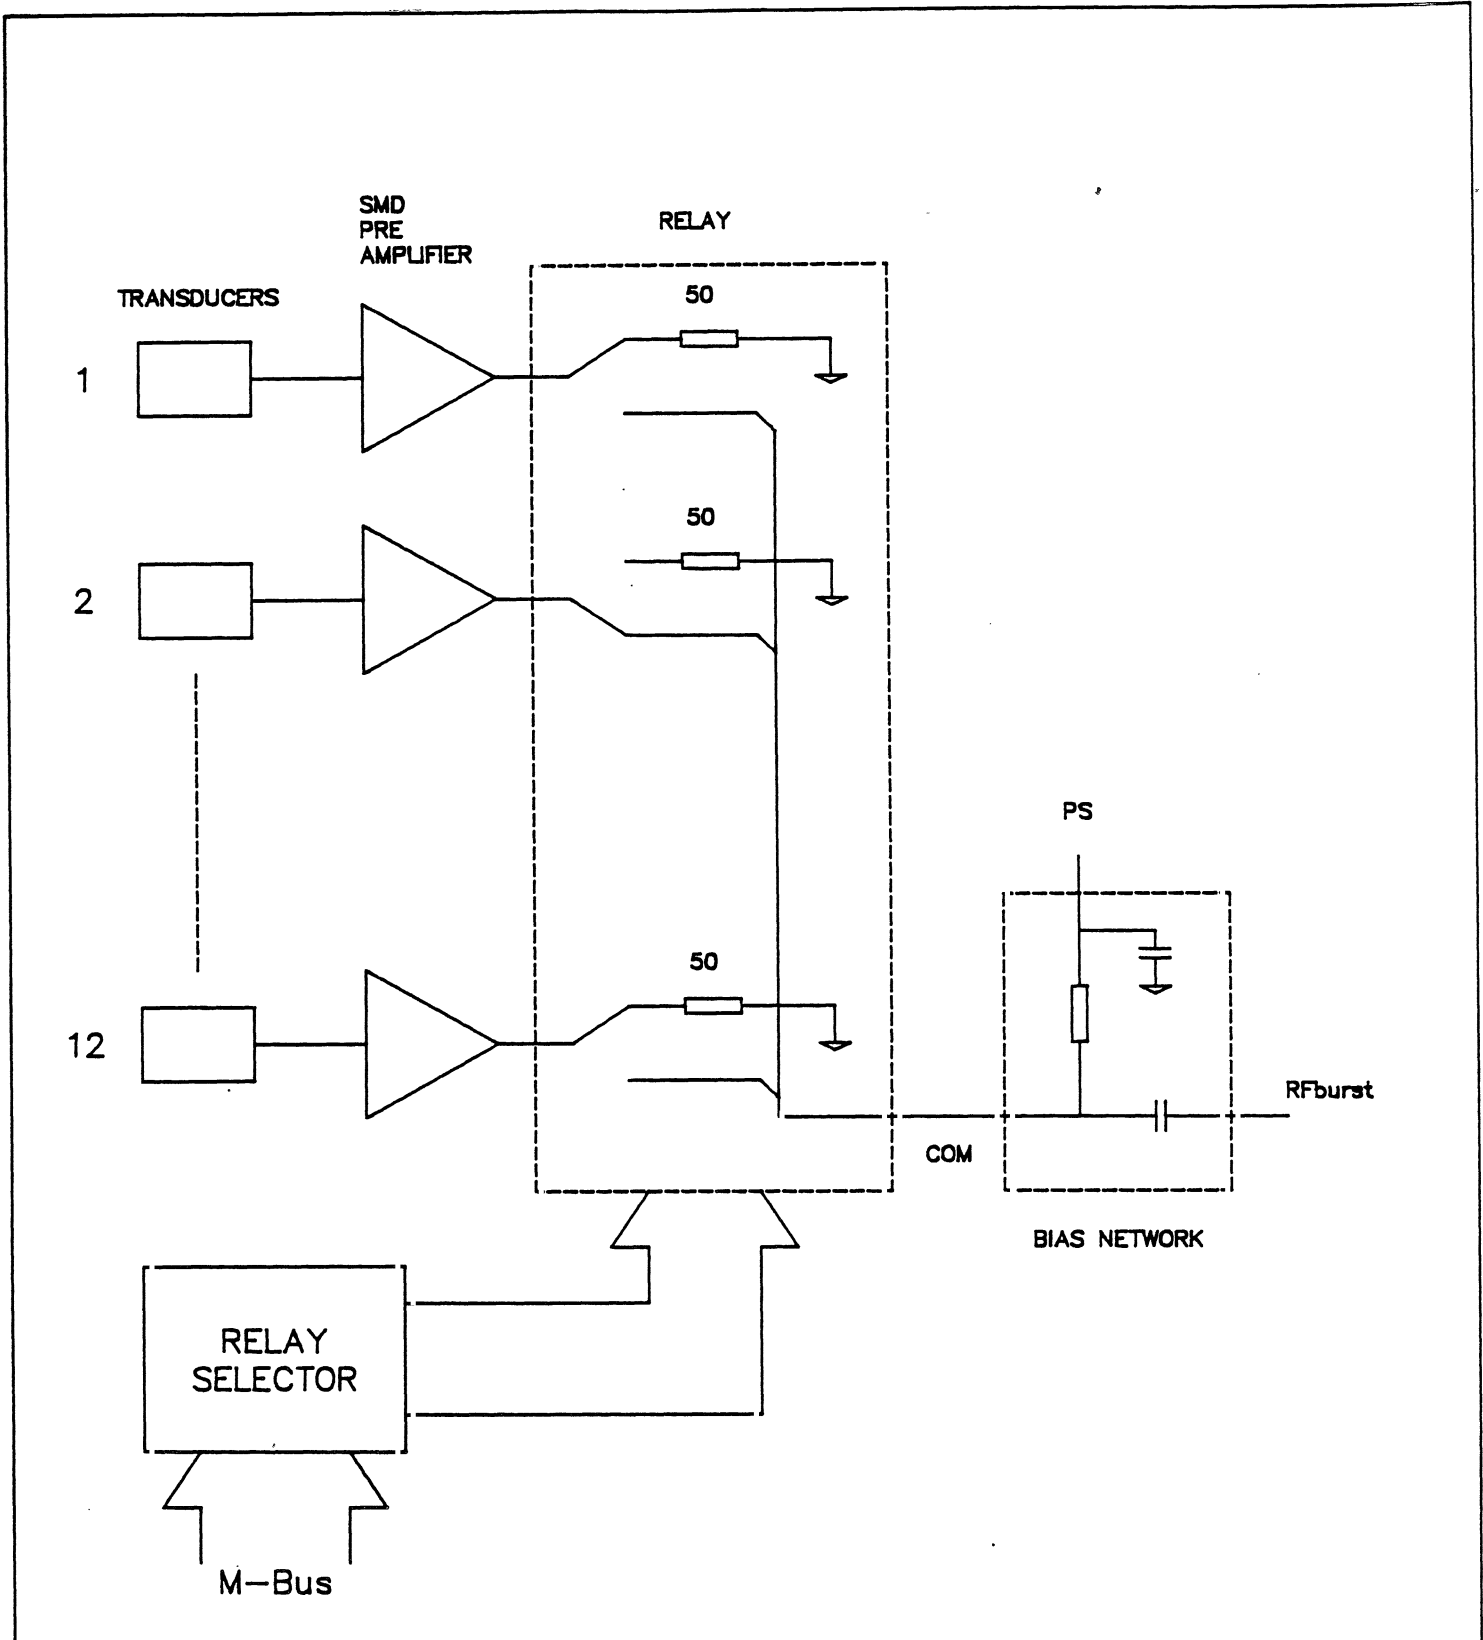 SMD
PRE
AMPLIFIER
RELAY
TRANSDUCERS
50
1
50
2
PS
50
12
RFburst
COM
BIAS NETWORK
RELAY
SELECTOR
M-Bus